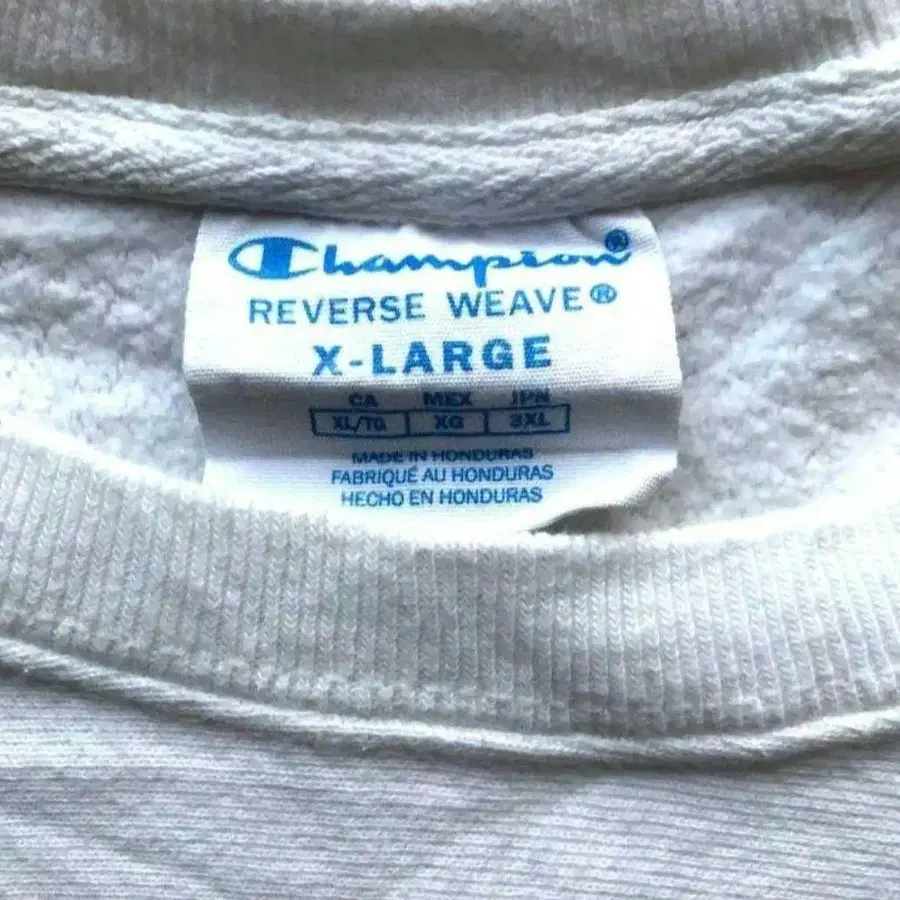 Champion®
REVERSE WEAVE®
X-LARGE
CA MEX JPN
XL/TG XG 3XL
MADE IN HONDURAS
FABRIQUÉ AU HONDURAS
HECHO EN HONDURAS